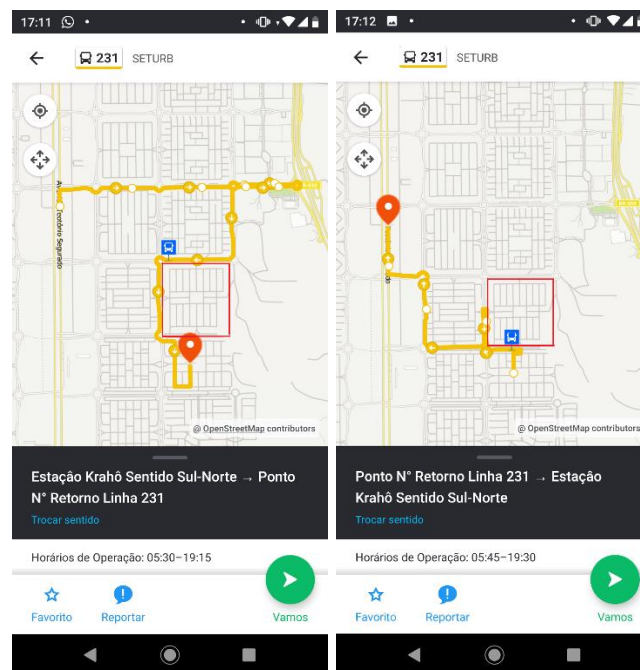 17:11
231 SETURB
Avenida Teotônio Segurado
@ OpenStreetMap contributors
Estação Krahô Sentido Sul-Norte → Ponto
N° Retorno Linha 231
Trocar sentido
Horários de Operação: 05:30–19:15
Favorito
Reportar
Vamos
17:12
231 SETURB
@ OpenStreetMap contributors
Ponto N° Retorno Linha 231 → Estação
Krahô Sentido Sul-Norte
Trocar sentido
Horários de Operação: 05:45–19:30
Favorito
Reportar
Vamos